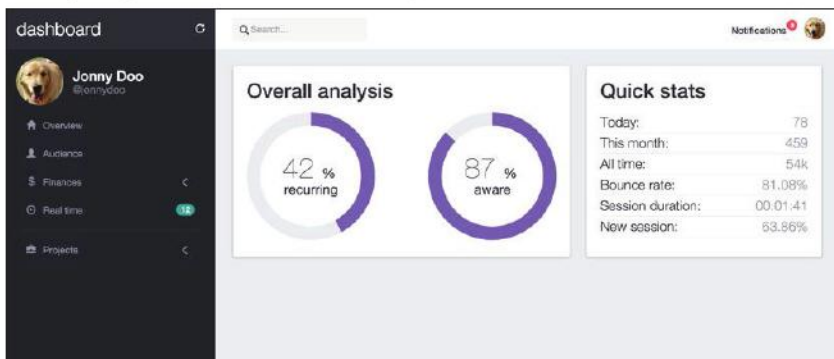 dashboard
Search...
Notifications
Jonny Doo
@jonnydoo
Overview
Audience
Finances
Real time 12
Projects
Overall analysis
42 %
recurring
87 %
aware
Quick stats
Today: 78
This month: 459
All time: 54k
Bounce rate: 81.08%
Session duration: 00:01:41
New session: 63.86%